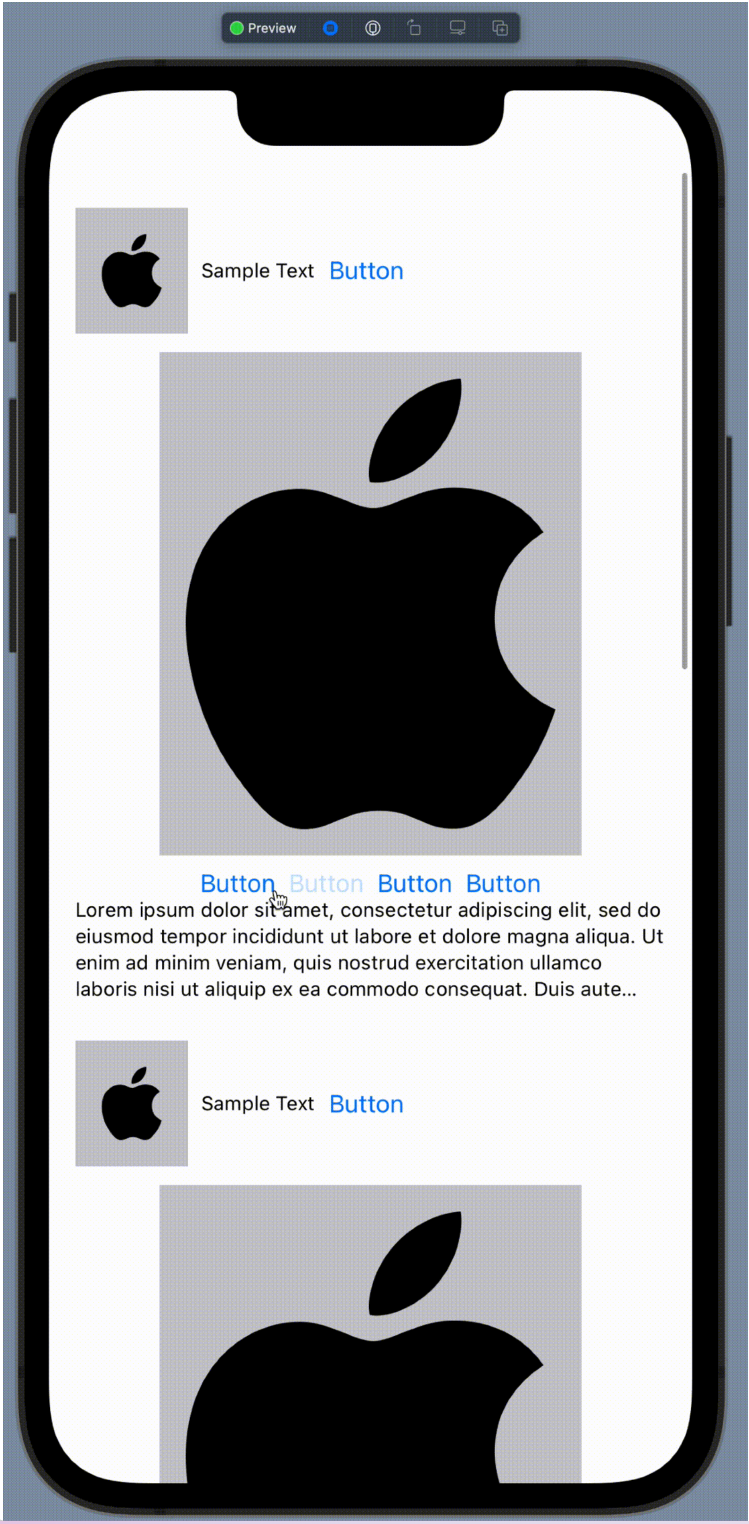 Preview
Sample Text Button
Button Button Button Button
Lorem ipsum dolor sit amet, consectetur adipiscing elit, sed do
eiusmod tempor incididunt ut labore et dolore magna aliqua. Ut
enim ad minim veniam, quis nostrud exercitation ullamco
laboris nisi ut aliquip ex ea commodo consequat. Duis aute...
Sample Text Button